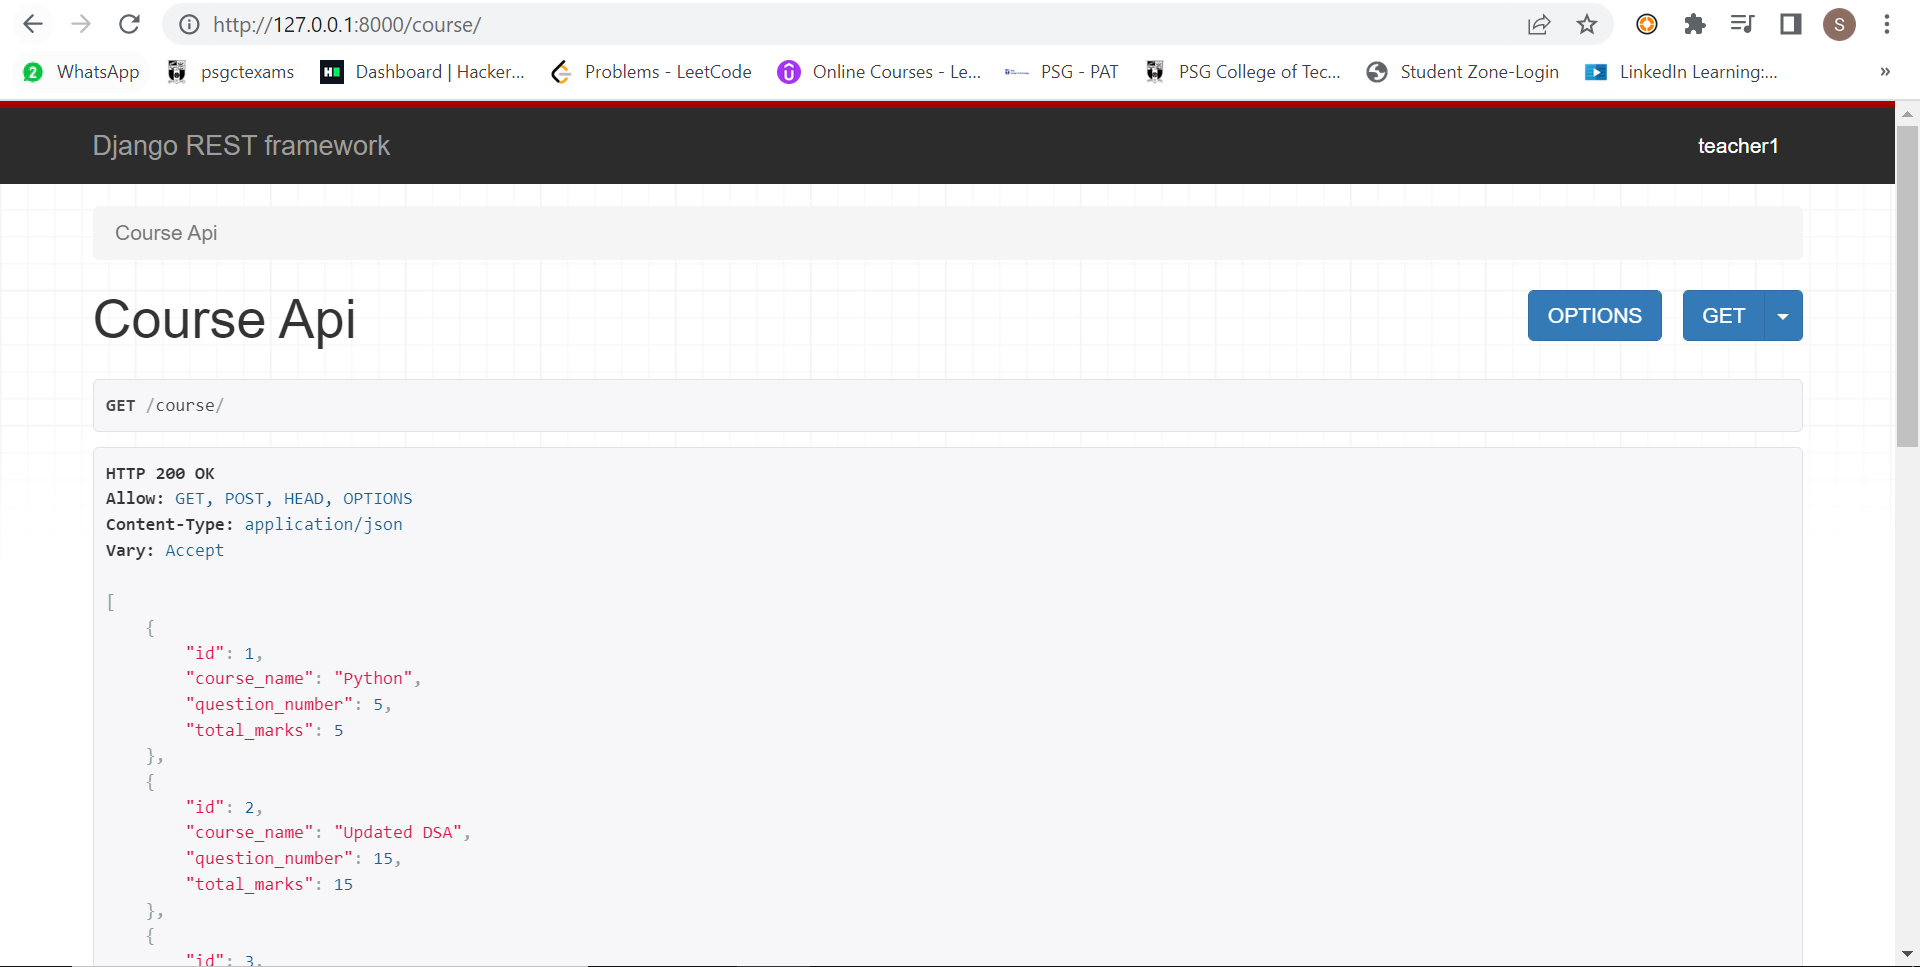 http://127.0.0.1:8000/course/
S
2 WhatsApp psgctexams Dashboard | Hacker... Problems - LeetCode Online Courses - Le... PSG - PAT PSG College of Tec... Student Zone-Login LinkedIn Learning:... »
Django REST framework teacher1
Course Api
Course Api OPTIONS GET
GET /course/
HTTP 200 OK
Allow: GET, POST, HEAD, OPTIONS
Content-Type: application/json
Vary: Accept
[
{
"id": 1,
"course_name": "Python",
"question_number": 5,
"total_marks": 5
},
{
"id": 2,
"course_name": "Updated DSA",
"question_number": 15,
"total_marks": 15
},
{
"id": 3,